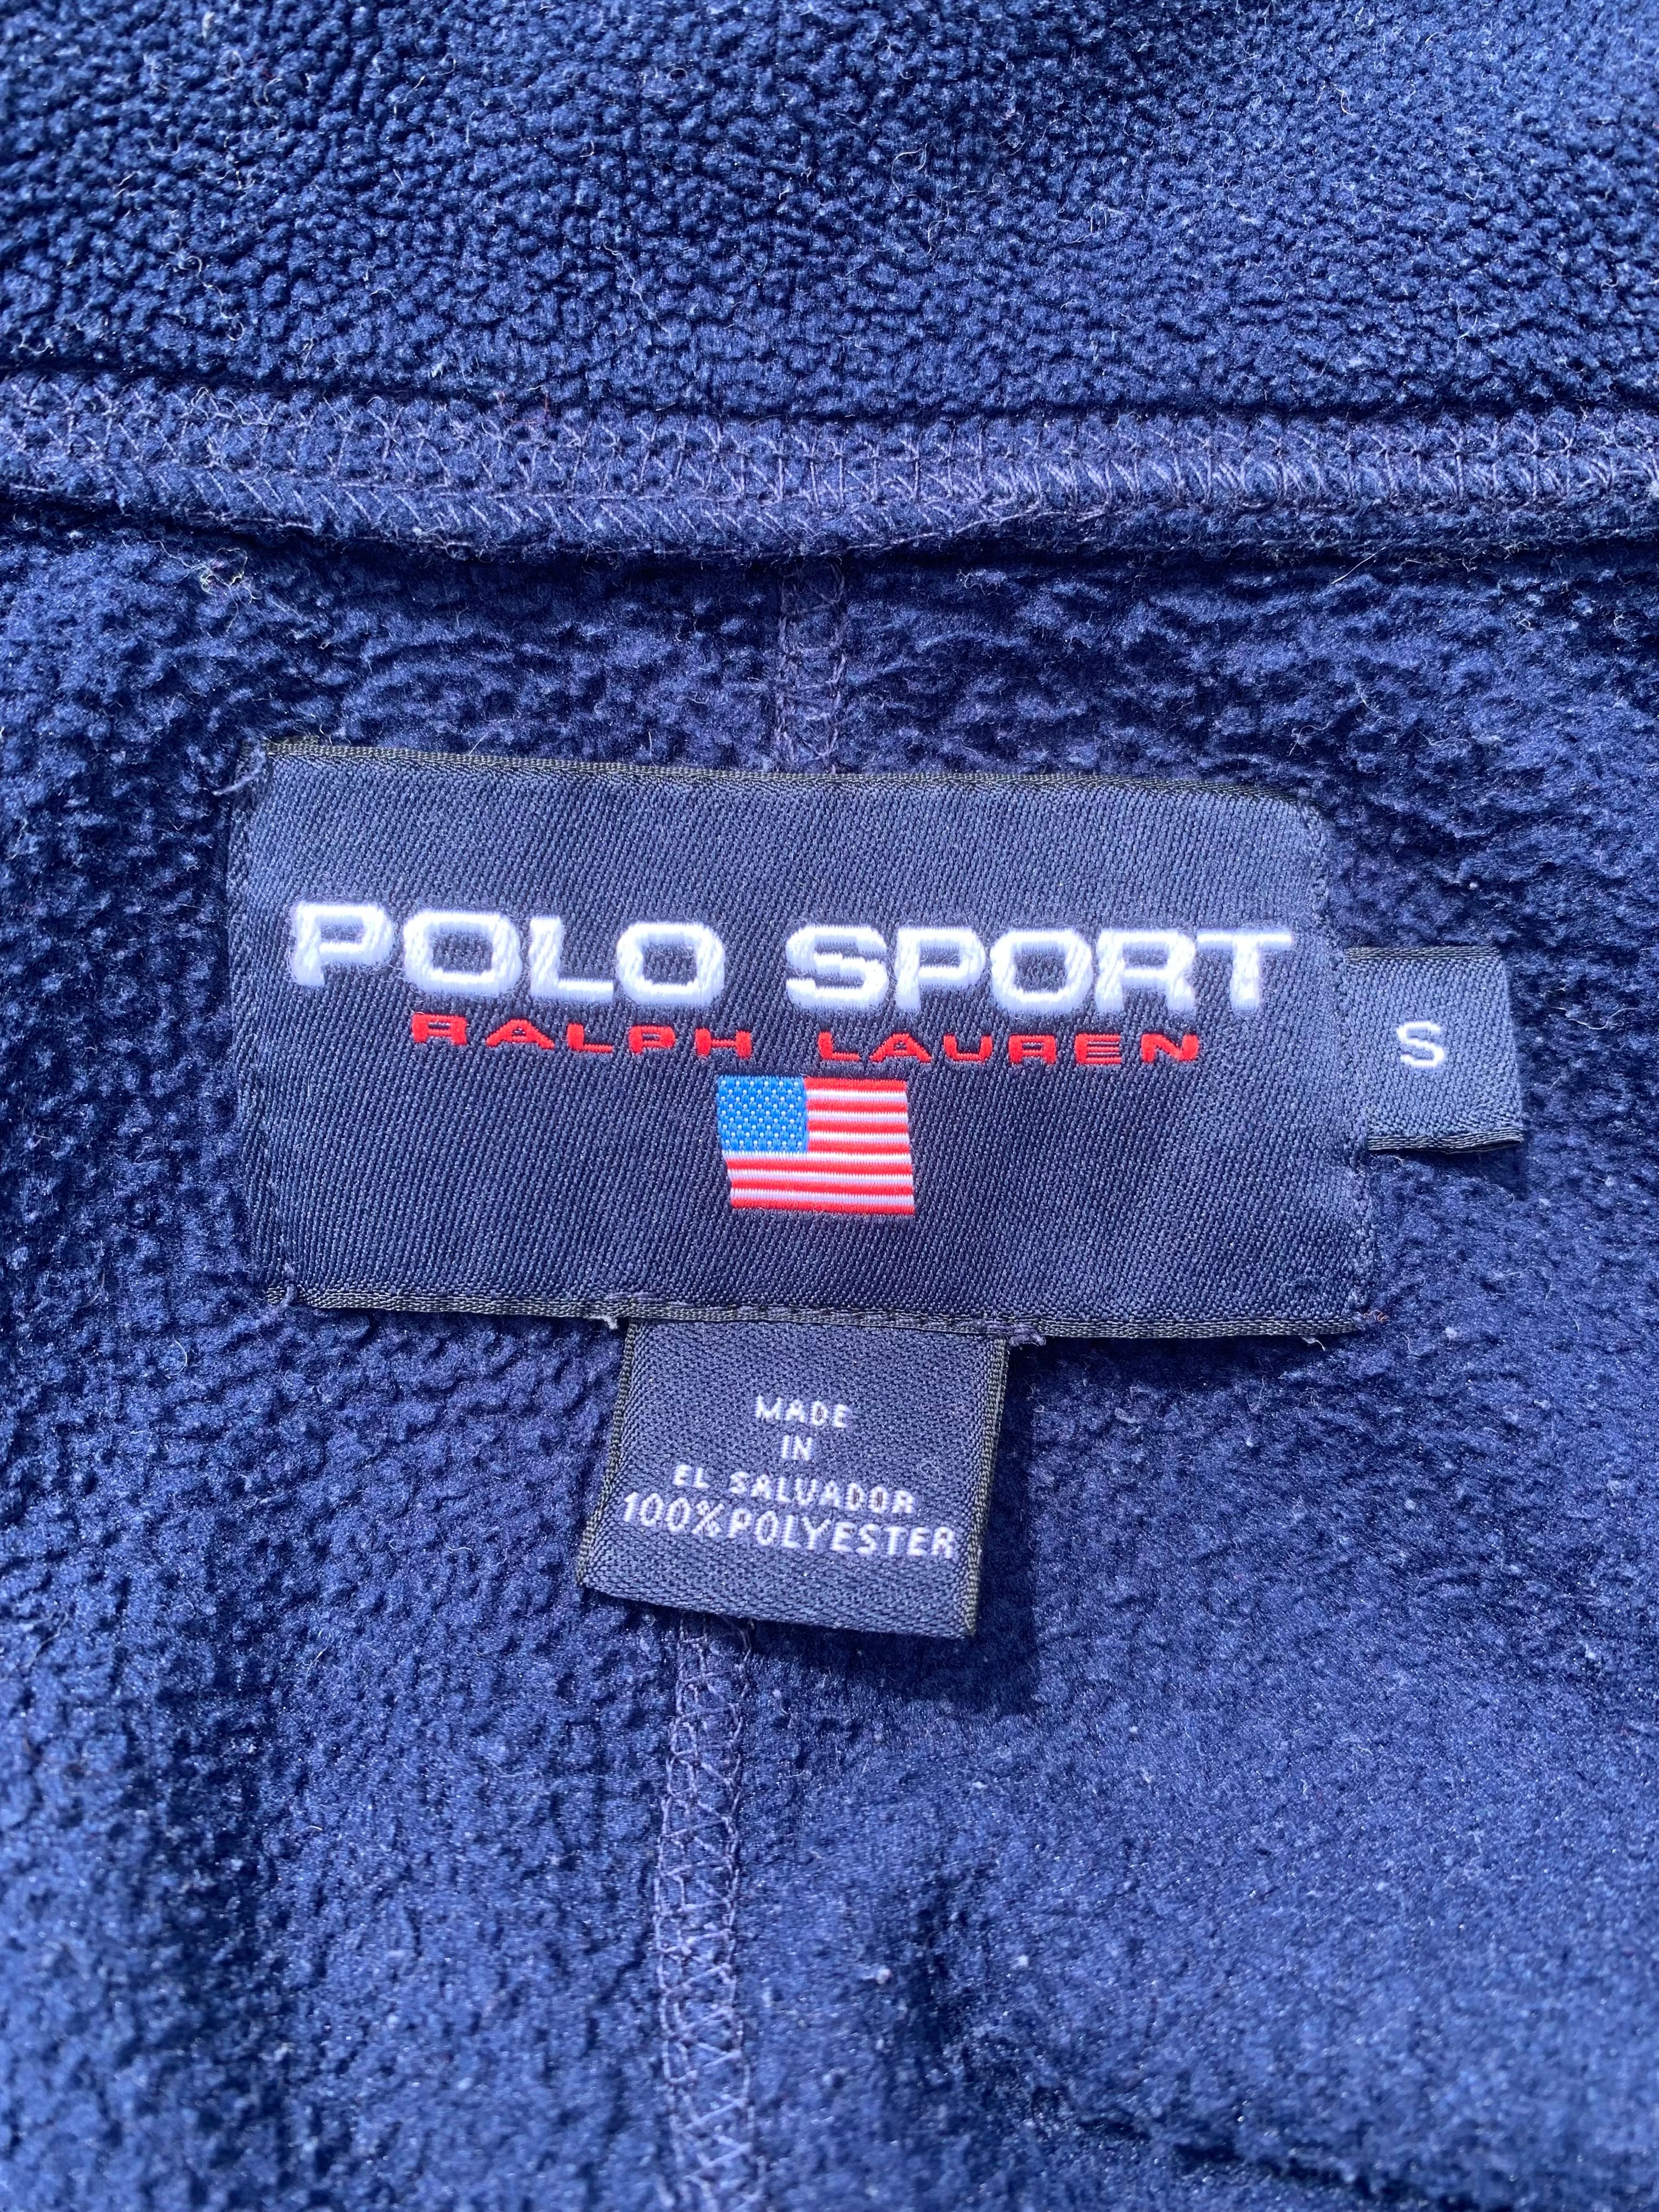 POLO SPORT
RALPH LAUREN
S
MADE
IN
EL SALVADOR
100% POLYESTER